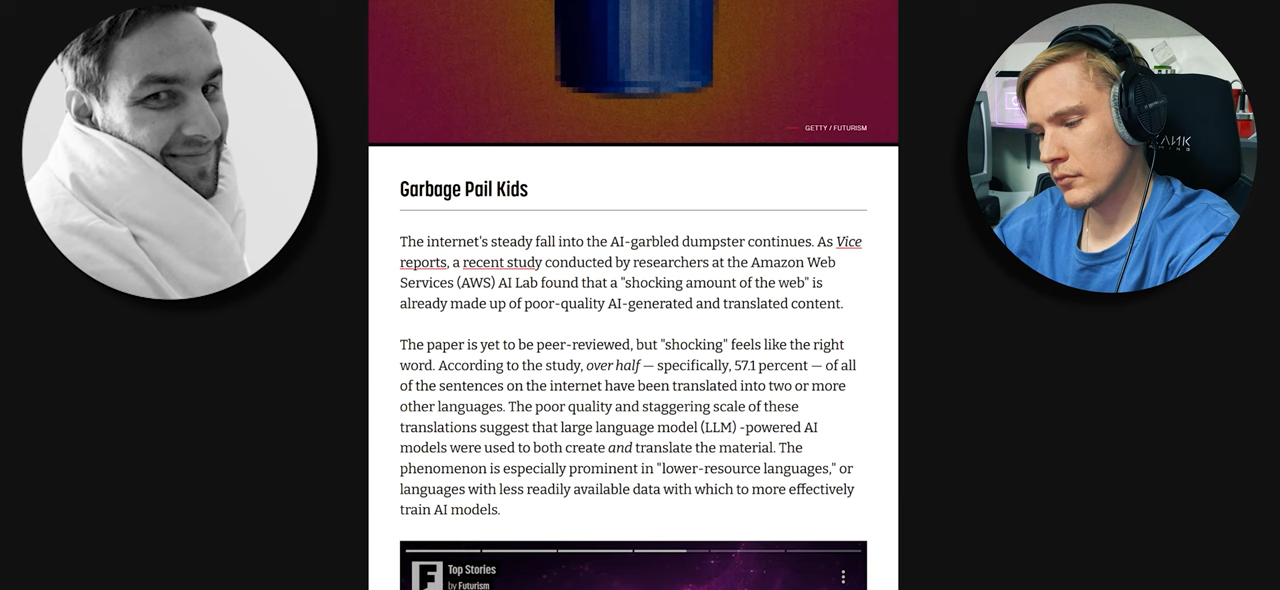 GETTY / FUTURISM
Garbage Pail Kids
The internet's steady fall into the AI-garbled dumpster continues. As Vice
reports, a recent study conducted by researchers at the Amazon Web
Services (AWS) AI Lab found that a "shocking amount of the web" is
already made up of poor-quality AI-generated and translated content.
The paper is yet to be peer-reviewed, but "shocking" feels like the right
word. According to the study, over half — specifically, 57.1 percent — of all
of the sentences on the internet have been translated into two or more
other languages. The poor quality and staggering scale of these
translations suggest that large language model (LLM) -powered AI
models were used to both create and translate the material. The
phenomenon is especially prominent in "lower-resource languages," or
languages with less readily available data with which to more effectively
train AI models.
F
Top Stories
by Futurism